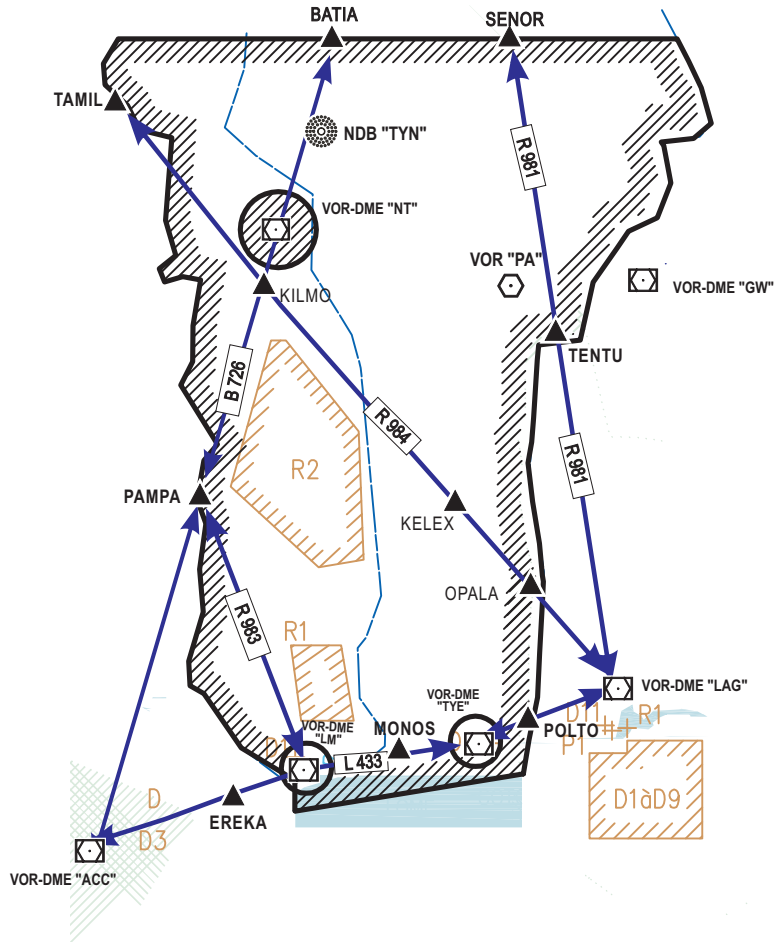 BATIA
SENOR
TAMIL
NDB "TYN"
R 981
VOR-DME "NT"
VOR "PA"
VOR-DME "GW"
KILMO
TENTU
B 726
R 984
R2
R 981
PAMPA
KELEX
OPALA
R 983
R1
VOR-DME "LAG"
VOR-DME
"TYE"
MONOS
VOR-DME
"LM"
L 433
POLTO
D11
R1
P1
D
EREKA
D3
D1àD9
VOR-DME "ACC"